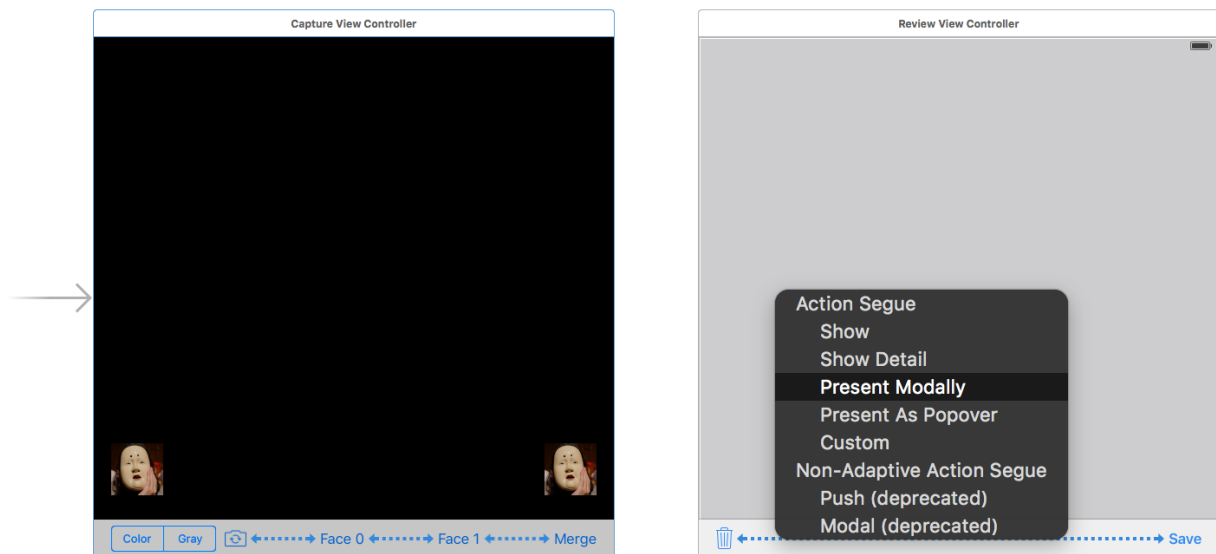 Capture View Controller
Review View Controller
Action Segue
Show
Show Detail
Present Modally
Present As Popover
Custom
Non-Adaptive Action Segue
Push (deprecated)
Modal (deprecated)
Color Gray Face 0 Face 1 Merge
Save